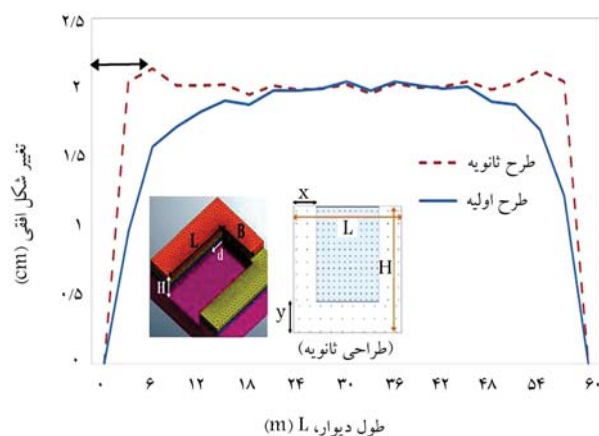 ۲/۵
۲
۱/۵
۱
۰/۵
۰
تغییر شکل افقی (cm)
طرح ثانویه
طرح اولیه
L
B
d
H
x
L
H
y
(طراحی ثانویه)
۰ ۶ ۱۲ ۱۸ ۲۴ ۳۰ ۳۶ ۴۲ ۴۸ ۵۴ ۶۰
طول دیوار، L (m)